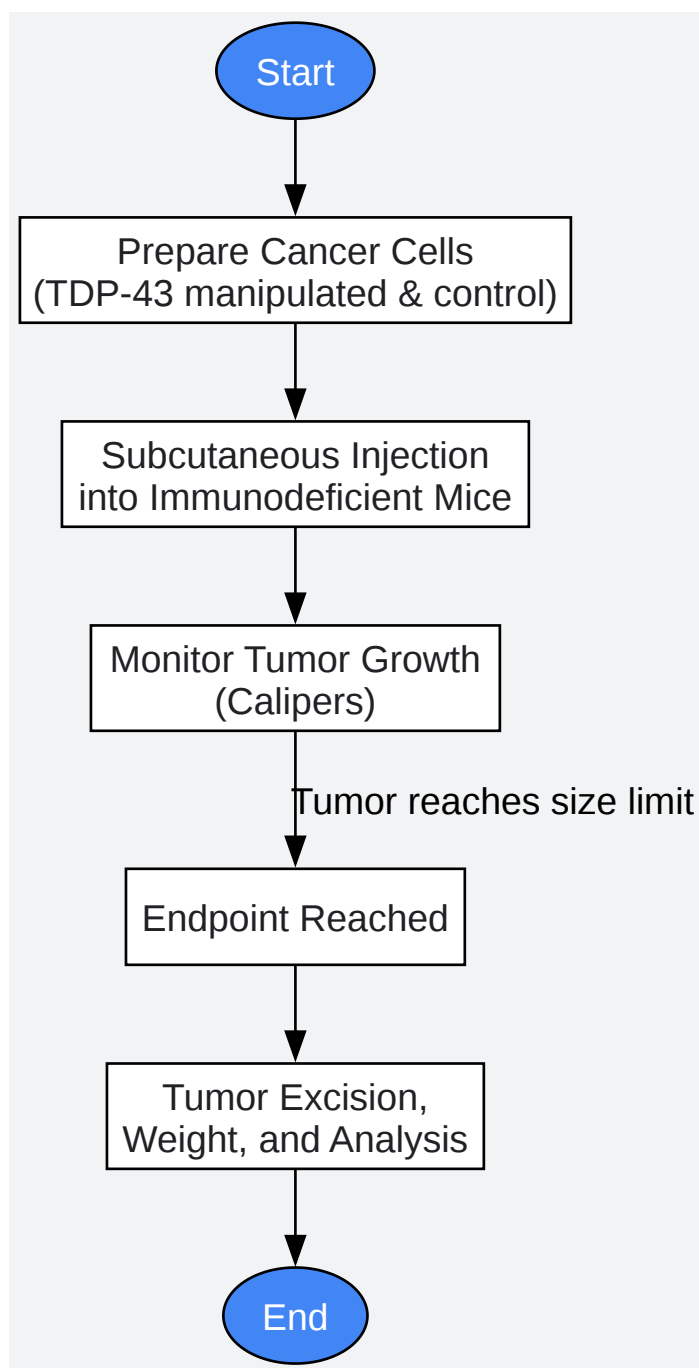 Start
Prepare Cancer Cells
(TDP-43 manipulated & control)
Subcutaneous Injection
into Immunodeficient Mice
Monitor Tumor Growth
(Calipers)
Tumor reaches size limit
Endpoint Reached
Tumor Excision,
Weight, and Analysis
End